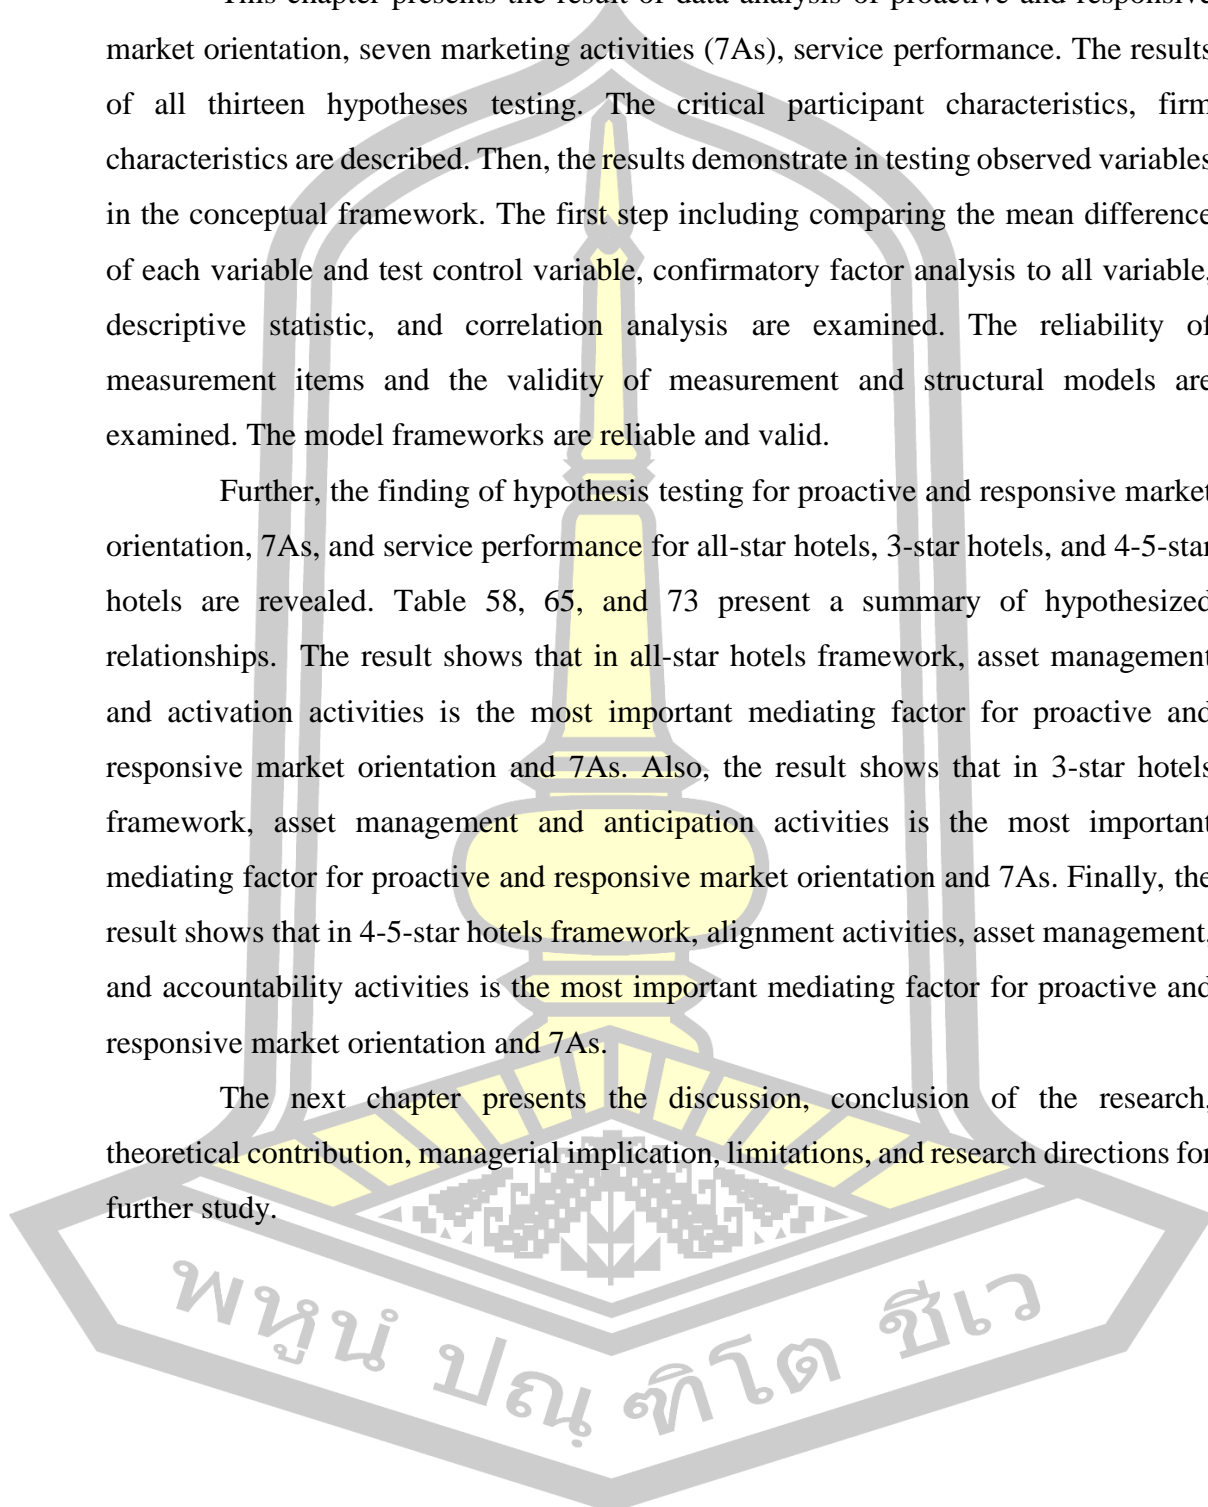 This chapter presents the result of data analysis of proactive and responsive
market orientation, seven marketing activities (7As), service performance. The results
of all thirteen hypotheses testing. The critical participant characteristics, firm
characteristics are described. Then, the results demonstrate in testing observed variables
in the conceptual framework. The first step including comparing the mean difference
of each variable and test control variable, confirmatory factor analysis to all variable,
descriptive statistic, and correlation analysis are examined. The reliability of
measurement items and the validity of measurement and structural models are
examined. The model frameworks are reliable and valid.
Further, the finding of hypothesis testing for proactive and responsive market
orientation, 7As, and service performance for all-star hotels, 3-star hotels, and 4-5-star
hotels are revealed. Table 58, 65, and 73 present a summary of hypothesized
relationships. The result shows that in all-star hotels framework, asset management
and activation activities is the most important mediating factor for proactive and
responsive market orientation and 7As. Also, the result shows that in 3-star hotels
framework, asset management and anticipation activities is the most important
mediating factor for proactive and responsive market orientation and 7As. Finally, the
result shows that in 4-5-star hotels framework, alignment activities, asset management,
and accountability activities is the most important mediating factor for proactive and
responsive market orientation and 7As.
The next chapter presents the discussion, conclusion of the research,
theoretical contribution, managerial implication, limitations, and research directions for
further study.
พหูนํ ปณฺฑิโต ชีเว